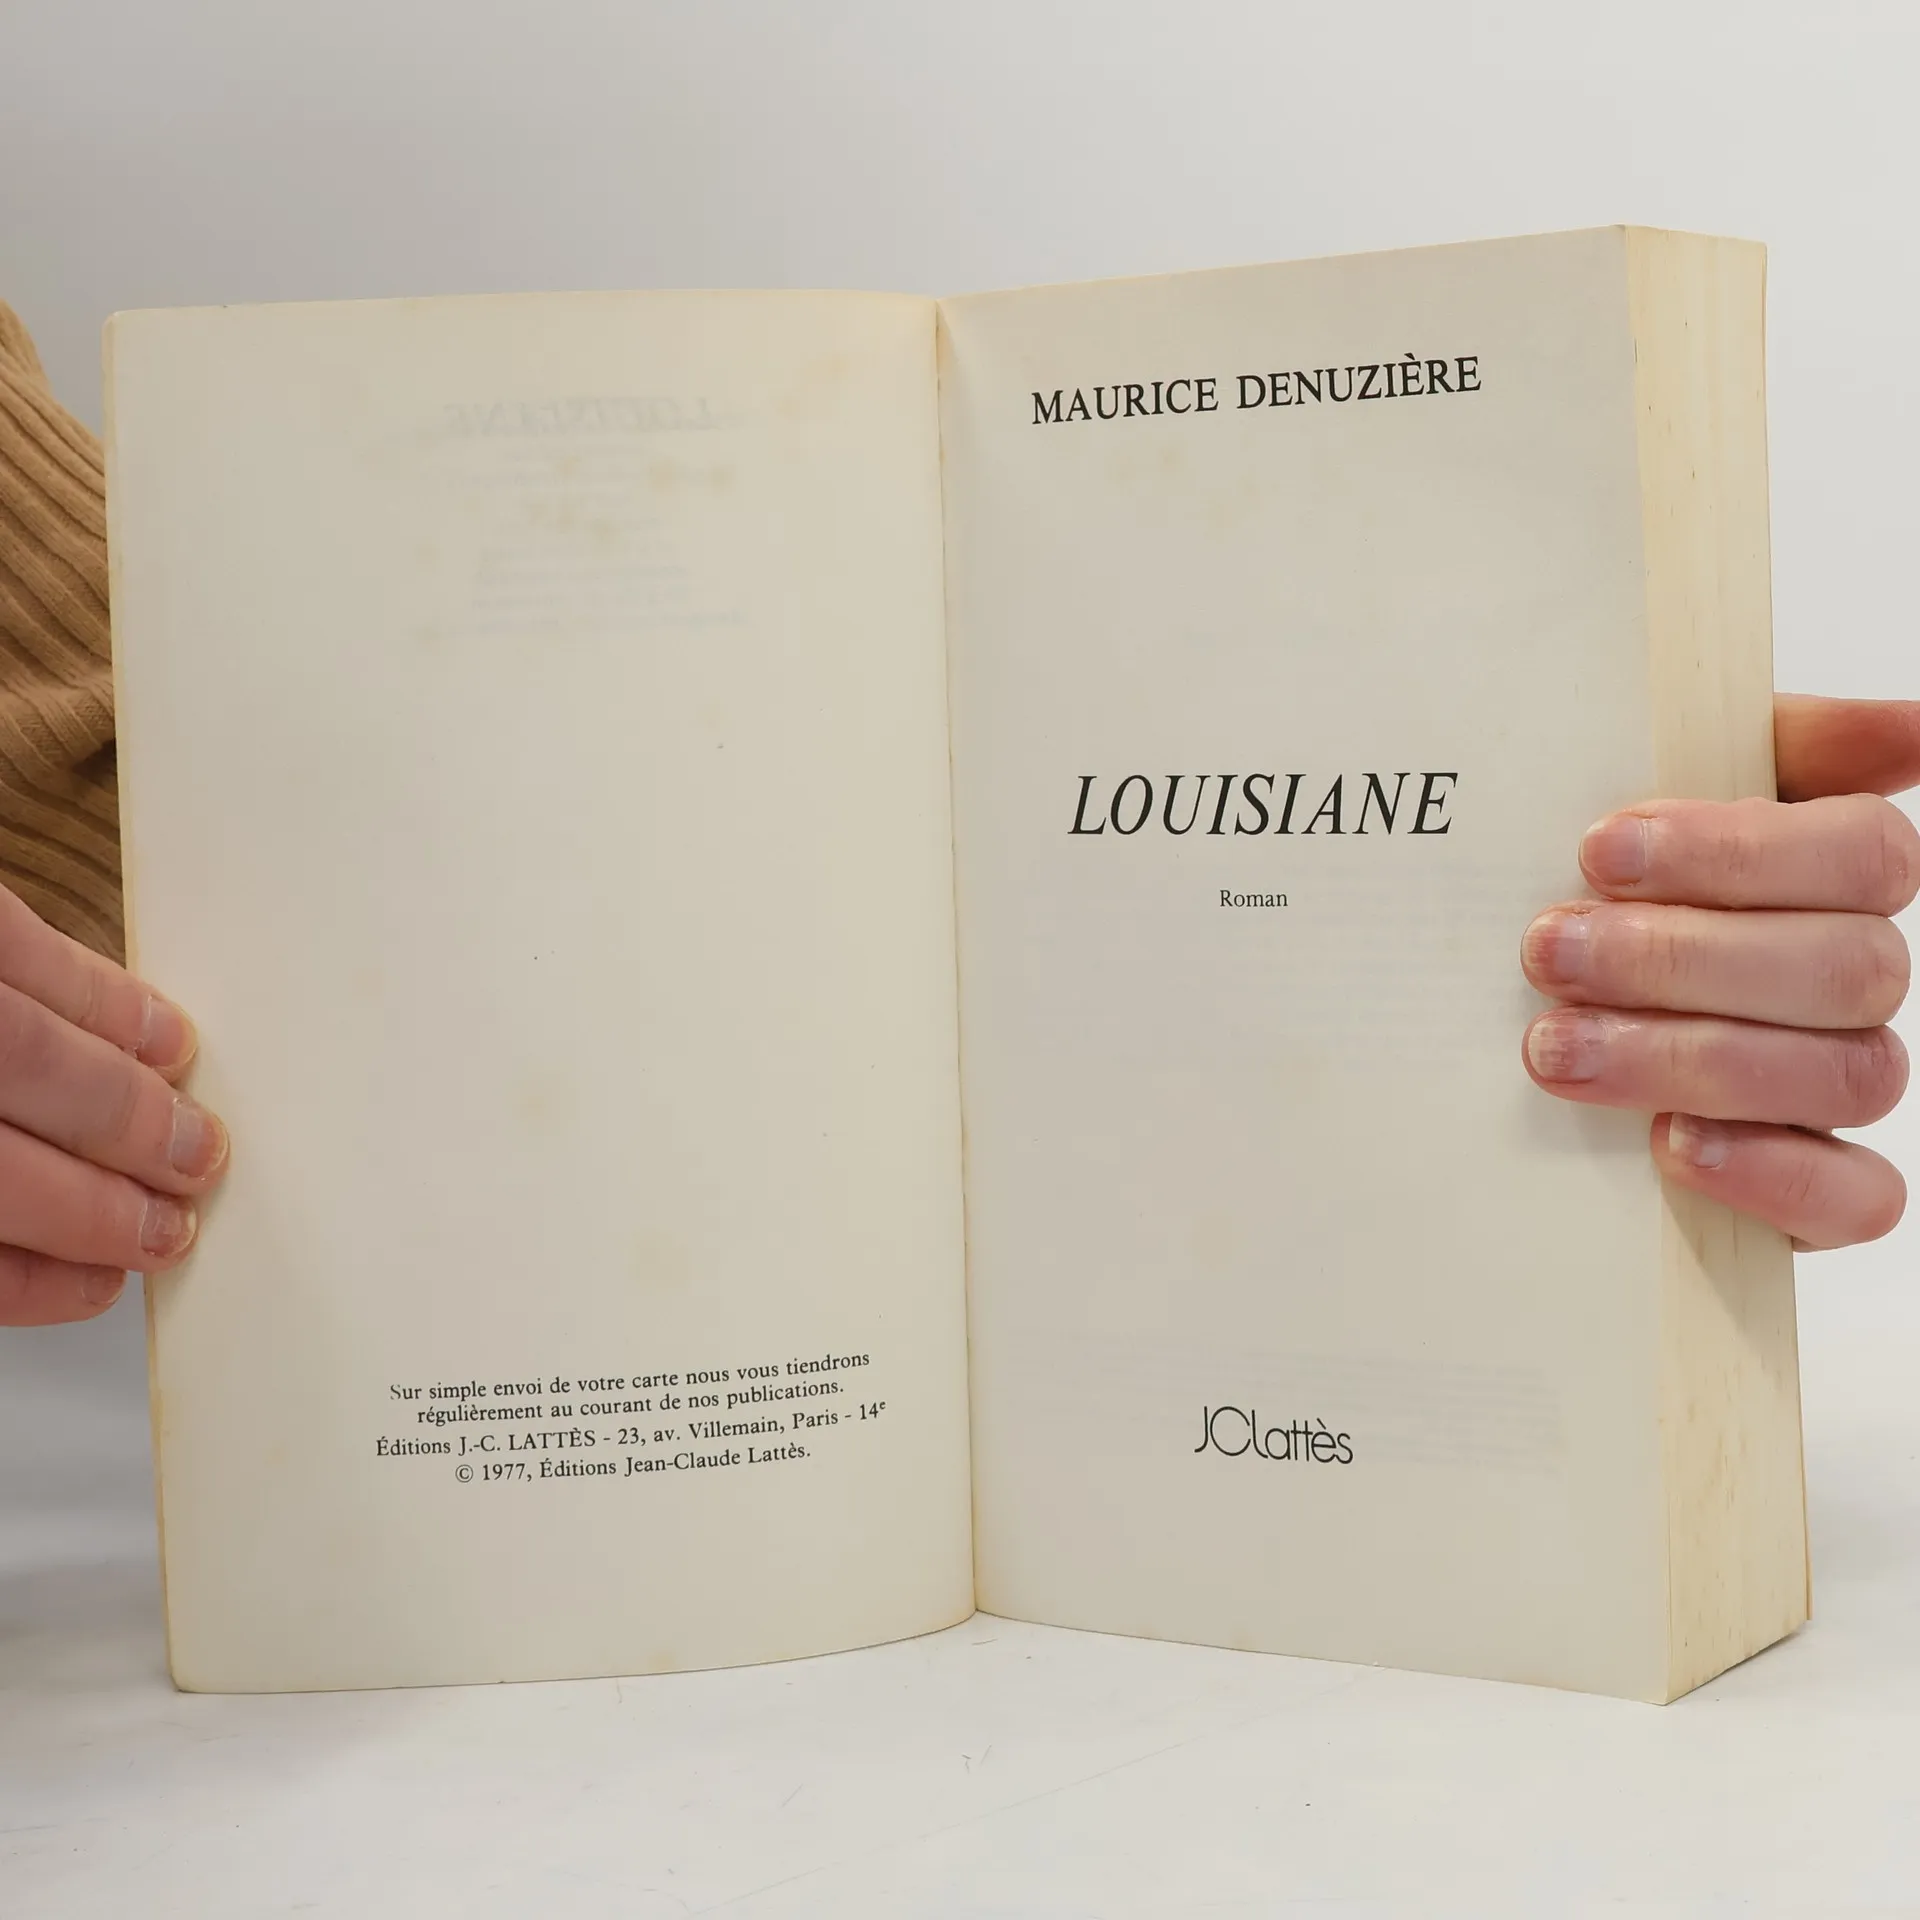 Sur simple envoi de votre carte nous vous tiendrons
régulièrement au courant de nos publications.
Éditions J.-C. LATTÈS - 23, av. Villemain, Paris - 14e
© 1977, Éditions Jean-Claude Lattès.
MAURICE DENUZIÈRE
LOUISIANE
Roman
JClattès